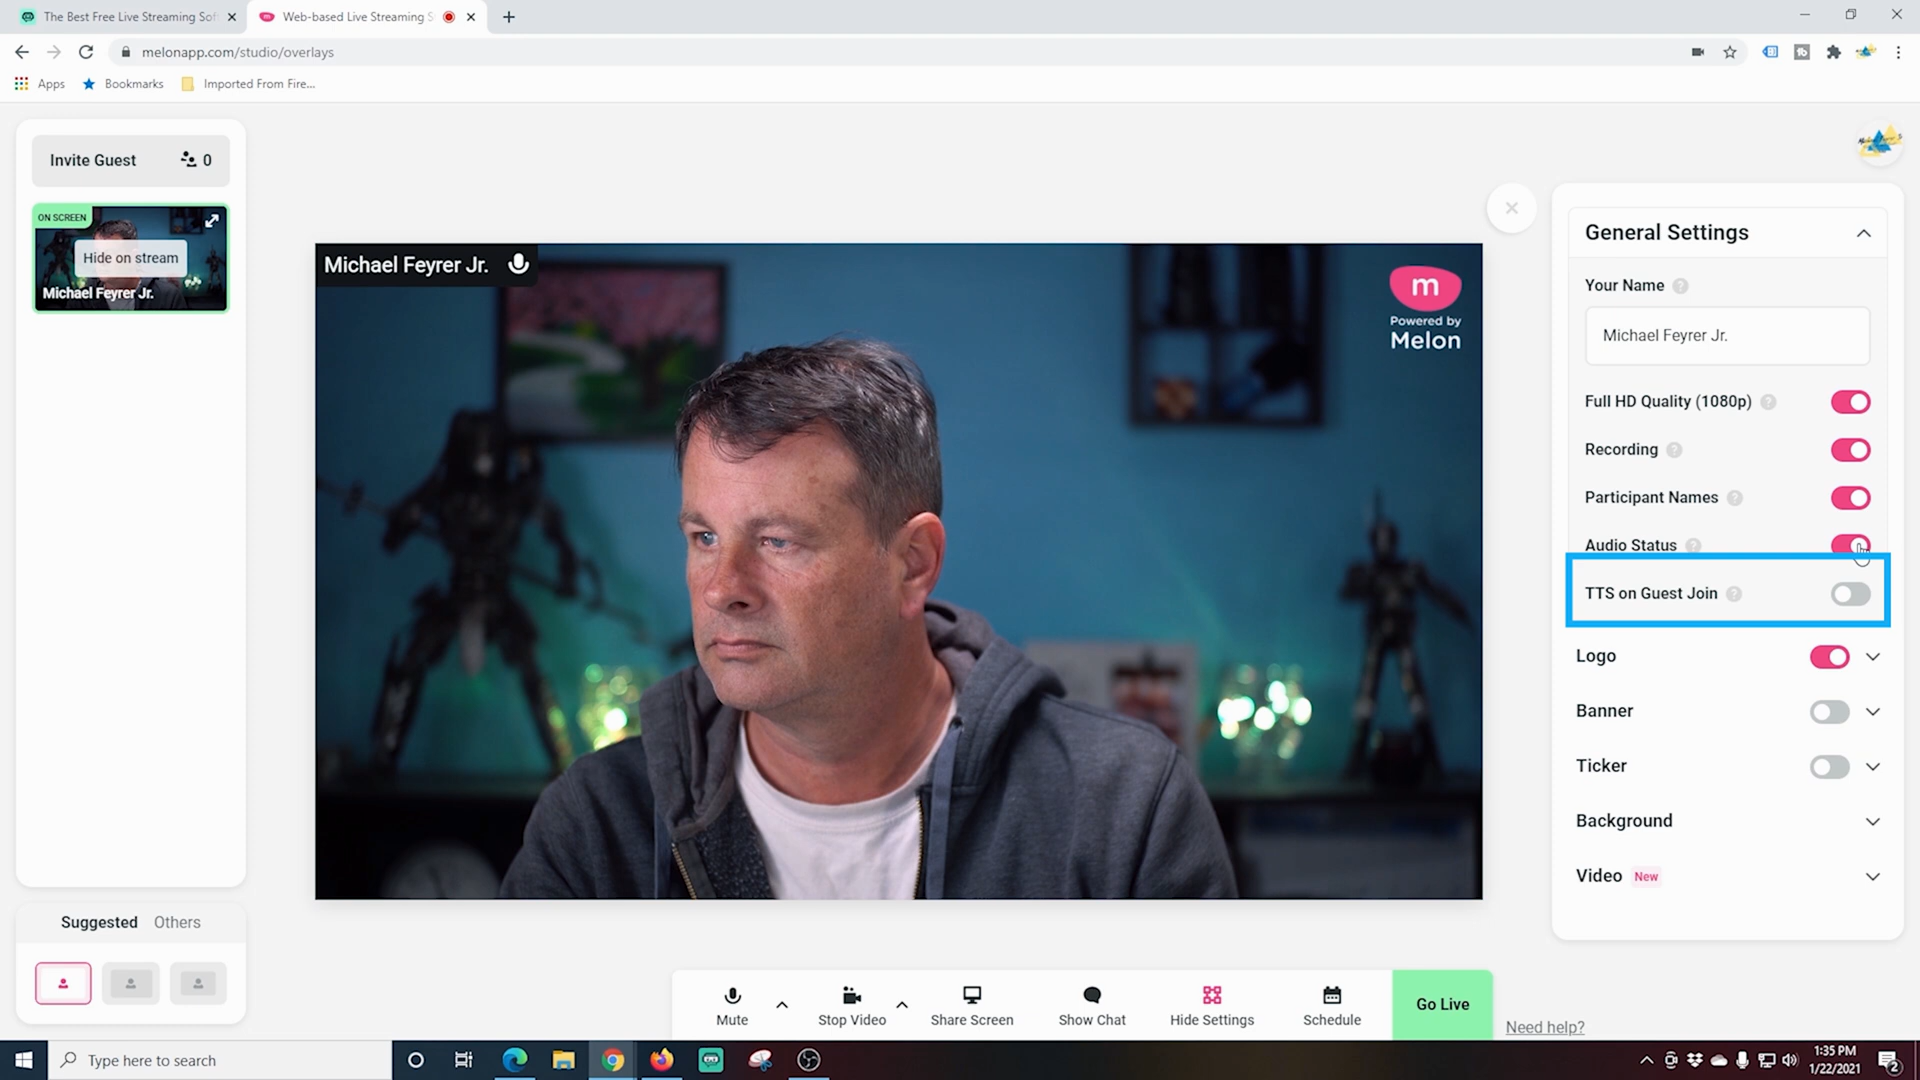 The Best Free Live Streaming Sof
Web-based Live Streaming S
melonapp.com/studio/overlays
Apps
Bookmarks
Imported From Fire...
Invite Guest
0
ON SCREEN
Hide on stream
Michael Feyrer Jr.
Michael Feyrer Jr.
m
Powered by
Melon
General Settings
Your Name
Michael Feyrer Jr.
Full HD Quality (1080p)
Recording
Participant Names
Audio Status
TTS on Guest Join
Logo
Banner
Ticker
Background
Video New
Suggested Others
Mute
Stop Video
Share Screen
Show Chat
Hide Settings
Schedule
Go Live
Need help?
Type here to search
1:35 PM
1/22/2021
2